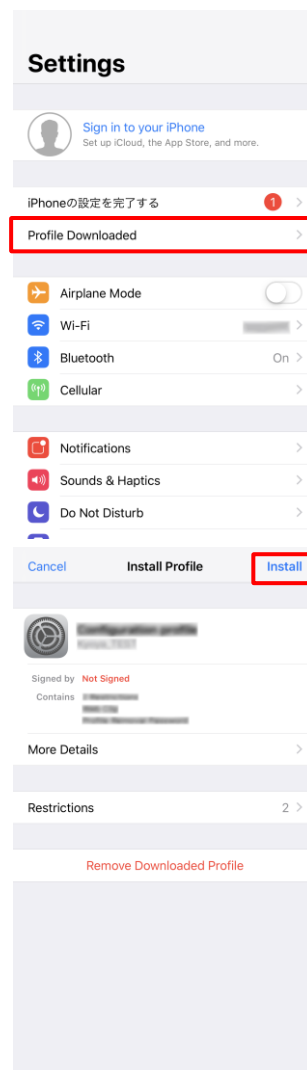 Settings
Sign in to your iPhone
Set up iCloud, the App Store, and more.
iPhoneの設定を完了する 1
Profile Downloaded
Airplane Mode
Wi-Fi
Bluetooth On
Cellular
Notifications
Sounds & Haptics
Do Not Disturb
Cancel Install Profile Install
Signed by Not Signed
Contains
More Details
Restrictions 2
Remove Downloaded Profile